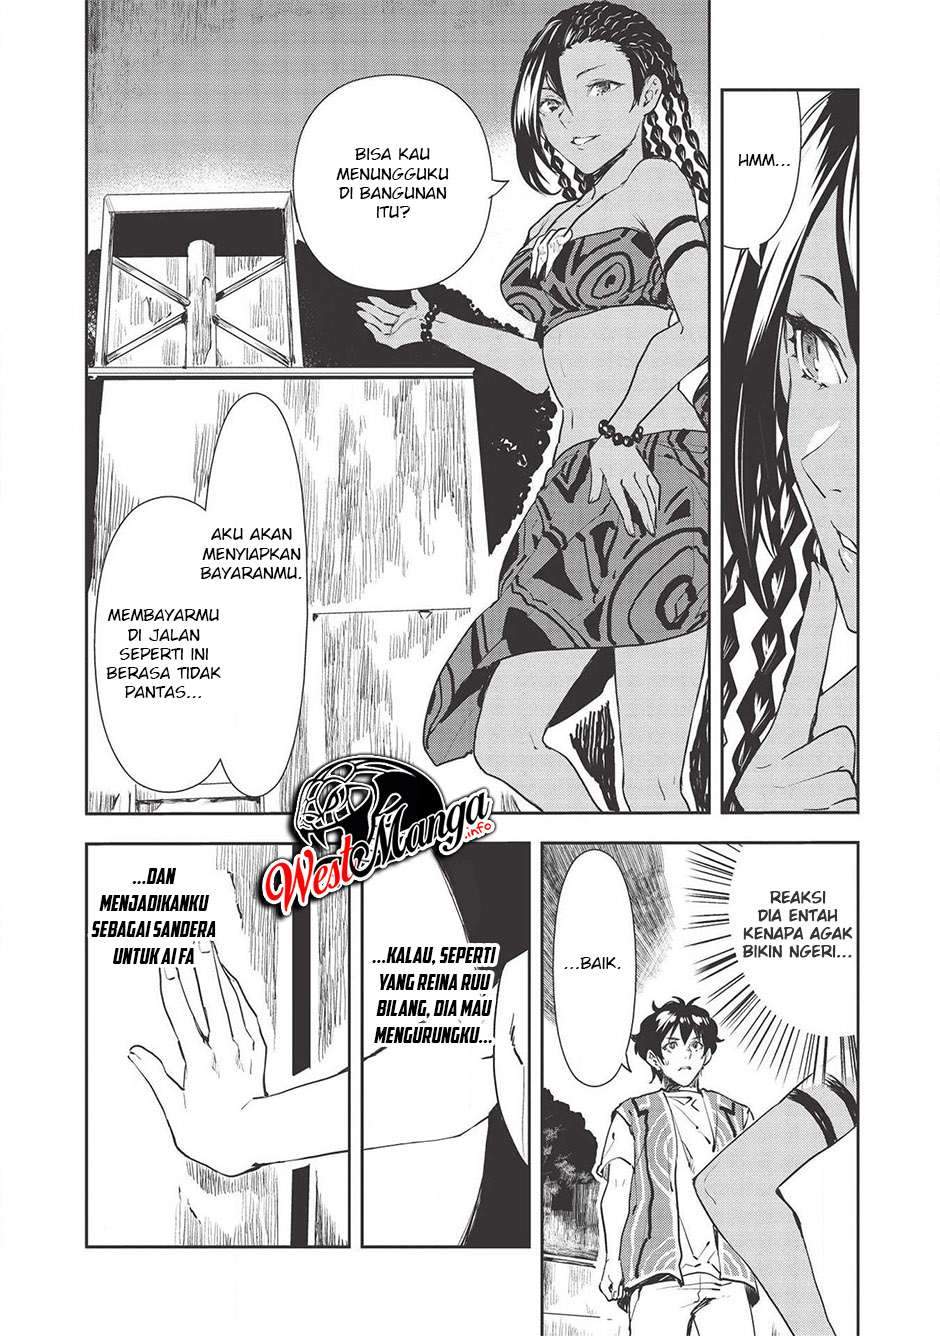 HMM...
BISA KAU
MENUNGGUKU
DI BANGUNAN
ITU?
AKU AKAN
MENYIAPKAN
BAYARANMU.
MEMBAYARMU
DI JALAN
SEPERTI INI
BERASA TIDAK
PANTAS...
REAKSI
DIA ENTAH
KENAPA AGAK
BIKIN NGERI...
...BAIK.
...KALAU, SEPERTI
YANG REINA RUU
BILANG, DIA MAU
MENGURUNGKU...
...DAN
MENJADIKANKU
SEBAGAI SANDERA
UNTUK AI FA
WestManga
.info